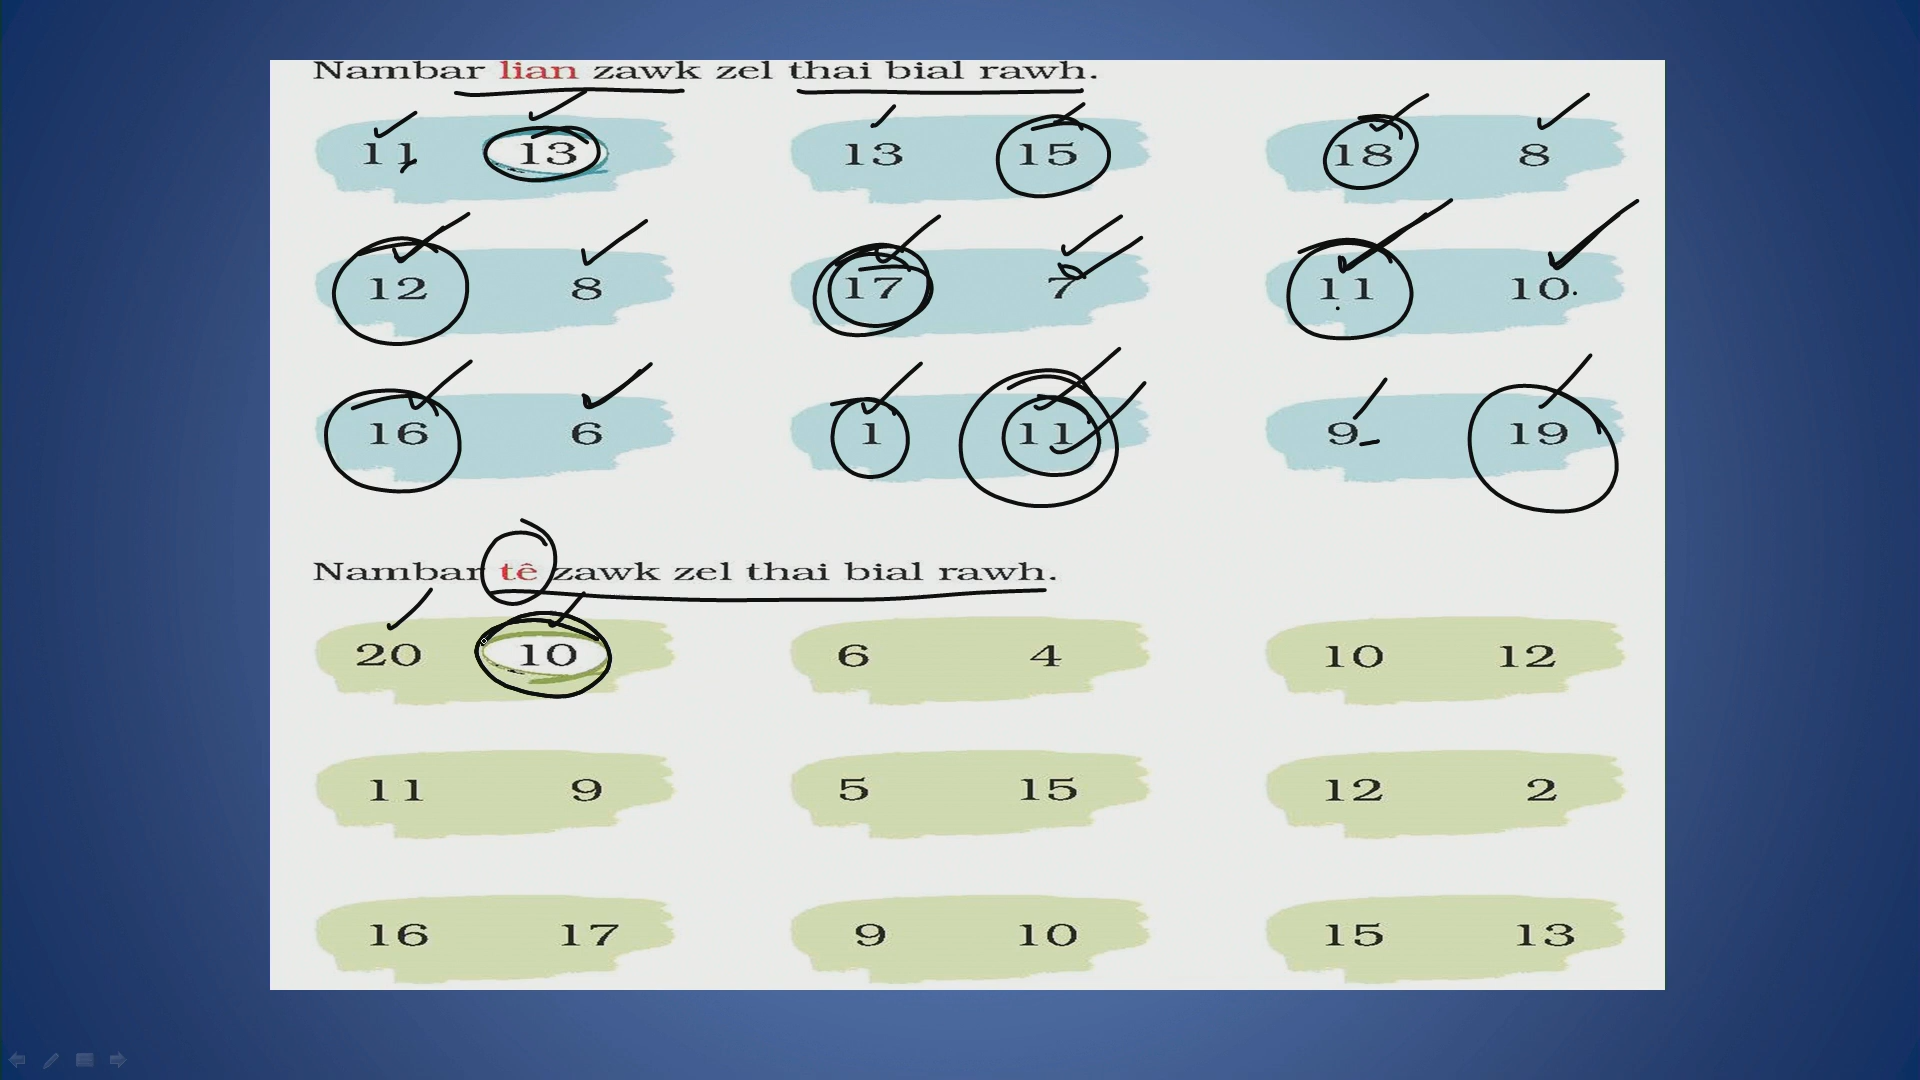 Nambar lian zawk zel thai bial rawh.
11 13 13 15 18 8
12 8 17 7 11 10
16 6 1 11 9 19
Nambar tê zawk zel thai bial rawh.
20 10 6 4 10 12
11 9 5 15 12 2
16 17 9 10 15 13